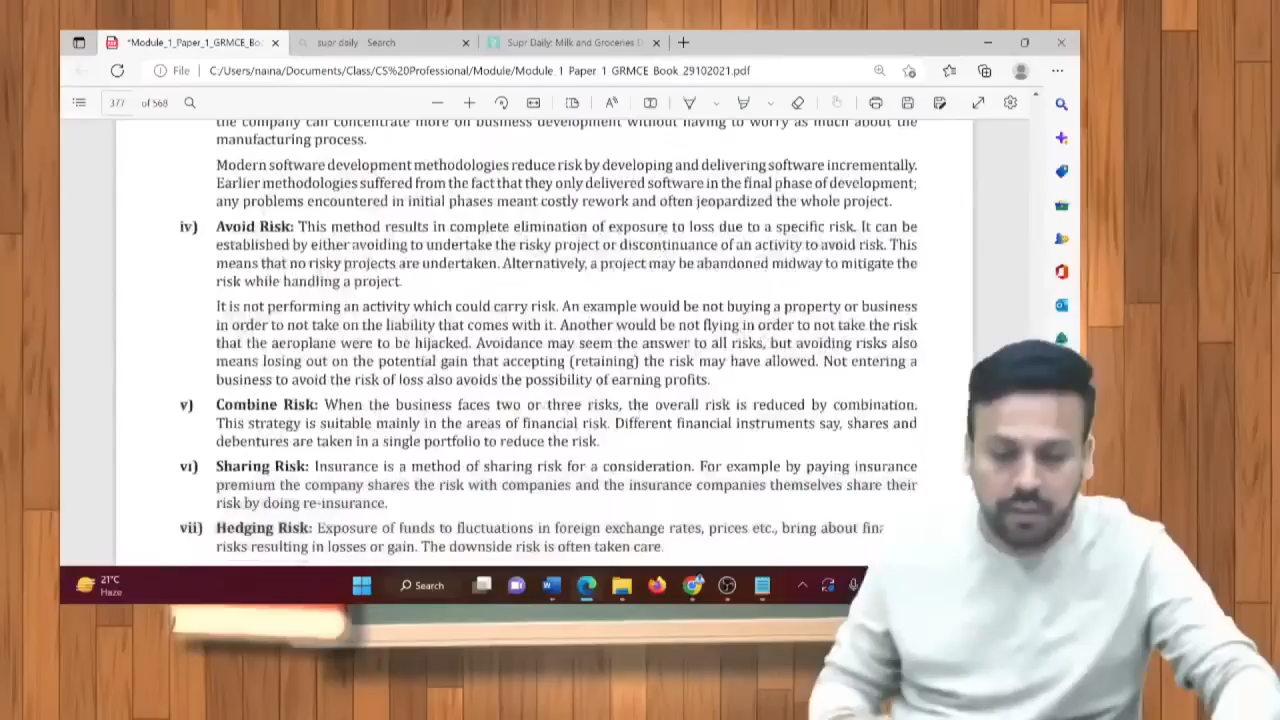 *Module_1_Paper_1_GRMCE_Bo
supr daily Search
Supr Daily: Milk and Groceries D
File
C:/Users/naina/Documents/Class/CS%20Professional/Module/Module_1 Paper 1 GRMCE Book_29102021.pdf
377 of 568
the company can concentrate more on business development without having to worry as much about the
manufacturing process.
Modern software development methodologies reduce risk by developing and delivering software incrementally.
Earlier methodologies suffered from the fact that they only delivered software in the final phase of development;
any problems encountered in initial phases meant costly rework and often jeopardized the whole project.
iv) Avoid Risk: This method results in complete elimination of exposure to loss due to a specific risk. It can be
established by either avoiding to undertake the risky project or discontinuance of an activity to avoid risk. This
means that no risky projects are undertaken. Alternatively, a project may be abandoned midway to mitigate the
risk while handling a project.
It is not performing an activity which could carry risk. An example would be not buying a property or business
in order to not take on the liability that comes with it. Another would be not flying in order to not take the risk
that the aeroplane were to be hijacked. Avoidance may seem the answer to all risks, but avoiding risks also
means losing out on the potential gain that accepting (retaining) the risk may have allowed. Not entering a
business to avoid the risk of loss also avoids the possibility of earning profits.
v) Combine Risk: When the business faces two or three risks, the overall risk is reduced by combination.
This strategy is suitable mainly in the areas of financial risk. Different financial instruments say, shares and
debentures are taken in a single portfolio to reduce the risk.
vi) Sharing Risk: Insurance is a method of sharing risk for a consideration. For example by paying insurance
premium the company shares the risk with companies and the insurance companies themselves share their
risk by doing re-insurance.
vii) Hedging Risk: Exposure of funds to fluctuations in foreign exchange rates, prices etc., bring about fina
risks resulting in losses or gain. The downside risk is often taken care.
21°C
Haze
Search